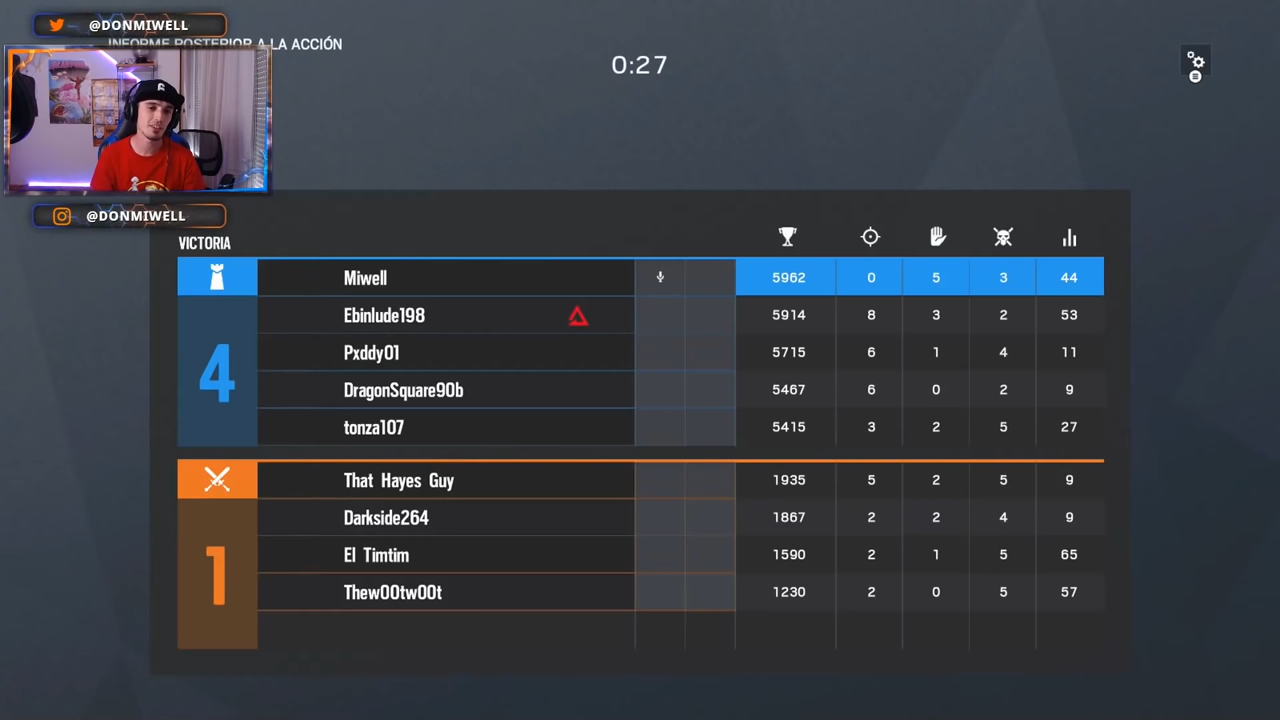 @DONMIWELL
INFORME POSTERIOR A LA ACCIÓN
0:27
@DONMIWELL
VICTORIA
Miwell 5962 0 5 3 44
Ebinlude198 5914 8 3 2 53
4
Pxddy01 5715 6 1 4 11
DragonSquare90b 5467 6 0 2 9
tonza107 5415 3 2 5 27
That Hayes Guy 1935 5 2 5 9
Darkside264 1867 2 2 4 9
1
El Timtim 1590 2 1 5 65
Thew00tw00t 1230 2 0 5 57